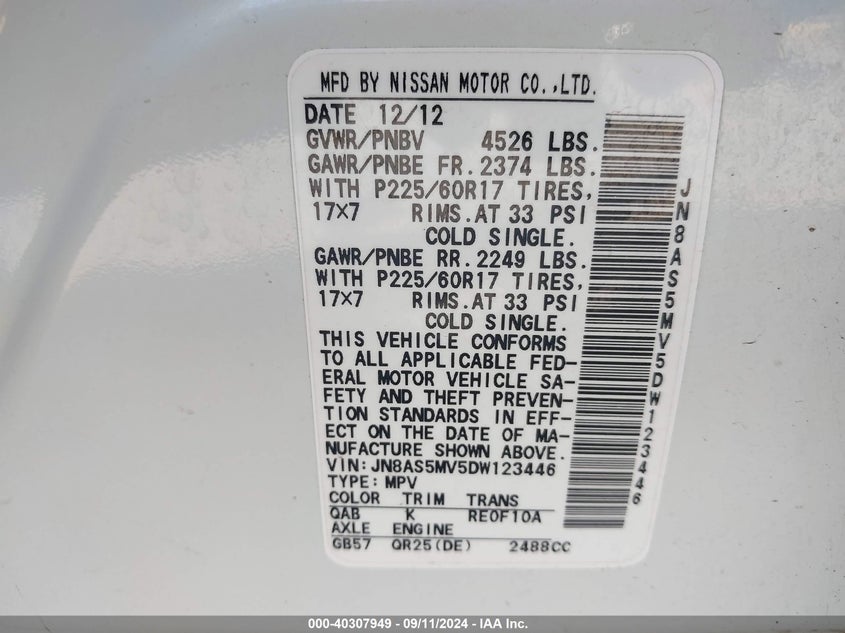 MFD BY NISSAN MOTOR CO.,LTD.
DATE 12/12
GVWR/PNBV 4526 LBS.
GAWR/PNBE FR.2374 LBS.
WITH P225/60R17 TIRES,
17X7 RIMS.AT 33 PSI
COLD SINGLE.
GAWR/PNBE RR.2249 LBS.
WITH P225/60R17 TIRES,
17X7 RIMS.AT 33 PSI
COLD SINGLE.
THIS VEHICLE CONFORMS
TO ALL APPLICABLE FED-
ERAL MOTOR VEHICLE SA-
FETY AND THEFT PREVEN-
TION STANDARDS IN EFF-
ECT ON THE DATE OF MA-
NUFACTURE SHOWN ABOVE.
VIN:JN8AS5MV5DW123446
TYPE:MPV
COLOR TRIM TRANS
QAB K RE0F10A
AXLE ENGINE
GB57 QR25(DE) 2488CC
JN8AS5MV5DW123446
000-40307949 - 09/11/2024 - IAA Inc.